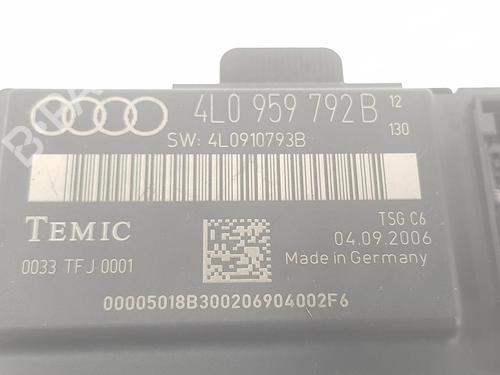 4L0 959 792B 12
130
SW: 4L0910793B
TEMIC
TSG C6
04.09.2006
0033 TFJ 0001
Made in Germany
00005018B300206904002F6